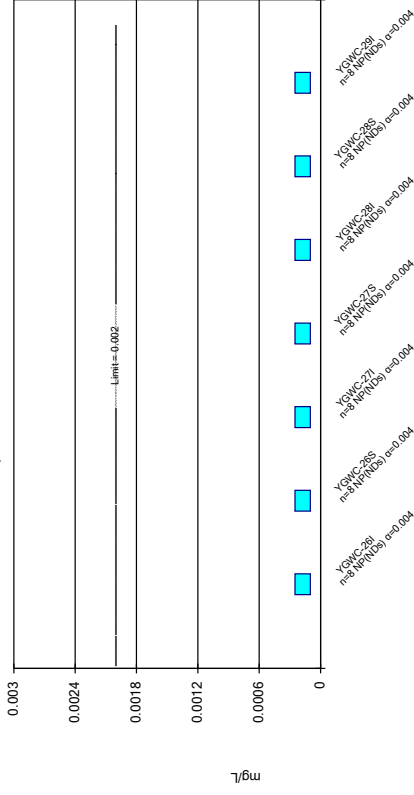 0.003
0.0024
0.0018
0.0012
0.0006
0
mg/L
Limit = 0.002
YGWC-26I
n=8 NP(NDs) α=0.004
YGWC-26S
n=8 NP(NDs) α=0.004
YGWC-27I
n=8 NP(NDs) α=0.004
YGWC-27S
n=8 NP(NDs) α=0.004
YGWC-28I
n=8 NP(NDs) α=0.004
YGWC-28S
n=8 NP(NDs) α=0.004
YGWC-29I
n=8 NP(NDs) α=0.004